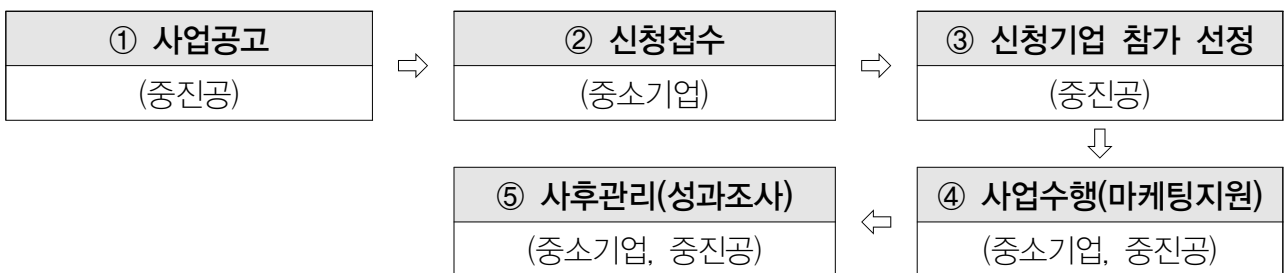 ① 사업공고
(중진공)
⇨
② 신청접수
(중소기업)
⇨
③ 신청기업 참가 선정
(중진공)
⇩
④ 사업수행(마케팅지원)
(중소기업, 중진공)
⇦
⑤ 사후관리(성과조사)
(중소기업, 중진공)